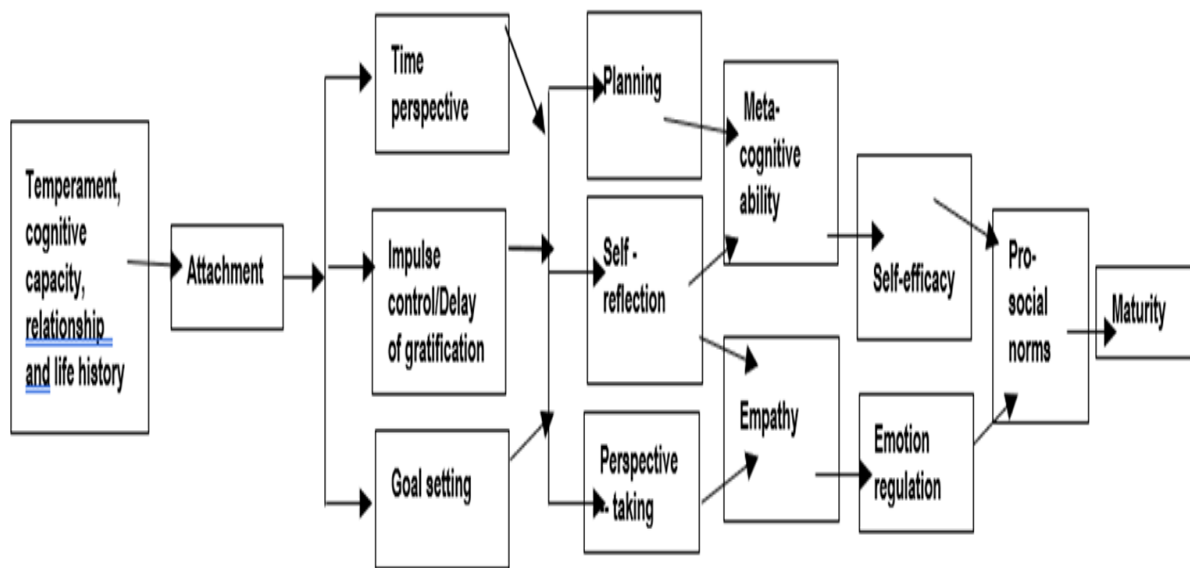 Temperament,
cognitive
capacity,
relationship
and life history
Attachment
Time
perspective
Impulse
control/Delay
of gratification
Goal setting
Planning
Self -
reflection
Perspective
- taking
Meta-
cognitive
ability
Empathy
Self-efficacy
Emotion
regulation
Pro-
social
norms
Maturity